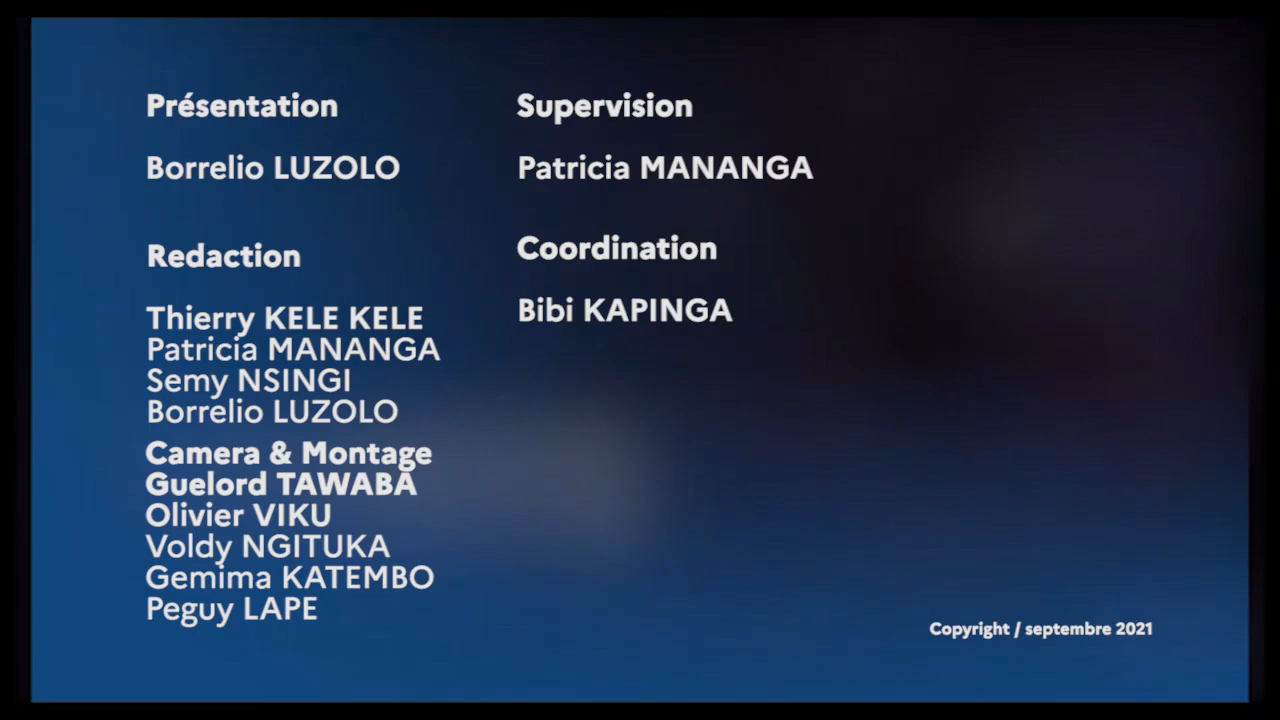 Présentation
Borrelio LUZOLO
Redaction
Thierry KELE KELE
Patricia MANANGA
Semy NSINGI
Borrelio LUZOLO
Camera & Montage
Guelord TAWABA
Olivier VIKU
Voldy NGITUKA
Gemima KATEMBO
Peguy LAPE
Supervision
Patricia MANANGA
Coordination
Bibi KAPINGA
Copyright / septembre 2021